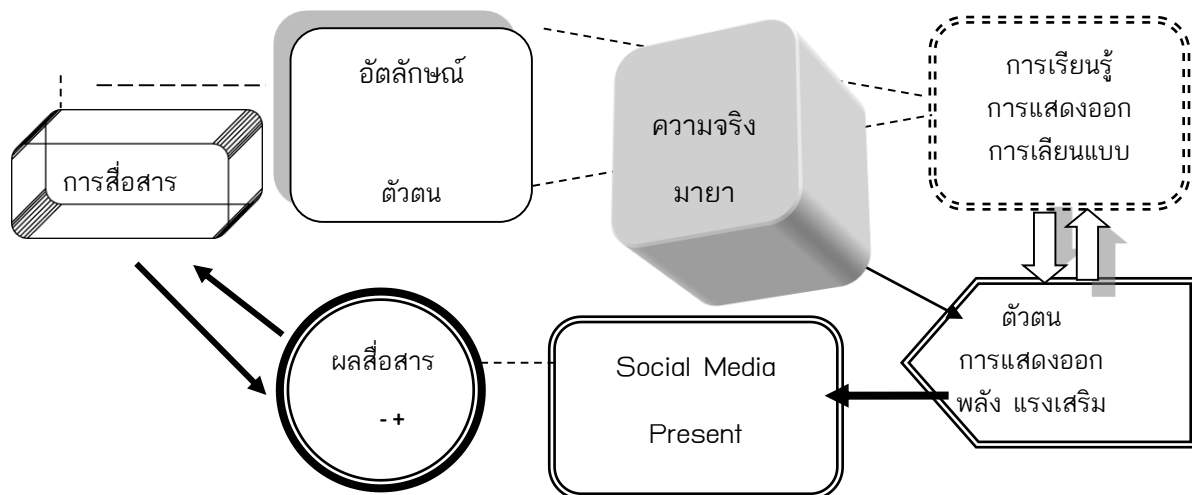 อัตลักษณ์
ตัวตน
ความจริง
มายา
การเรียนรู้
การแสดงออก
การเลียนแบบ
การสื่อสาร
ผลสื่อสาร
- +
Social Media
Present
ตัวตน
การแสดงออก
พลัง แรงเสริม